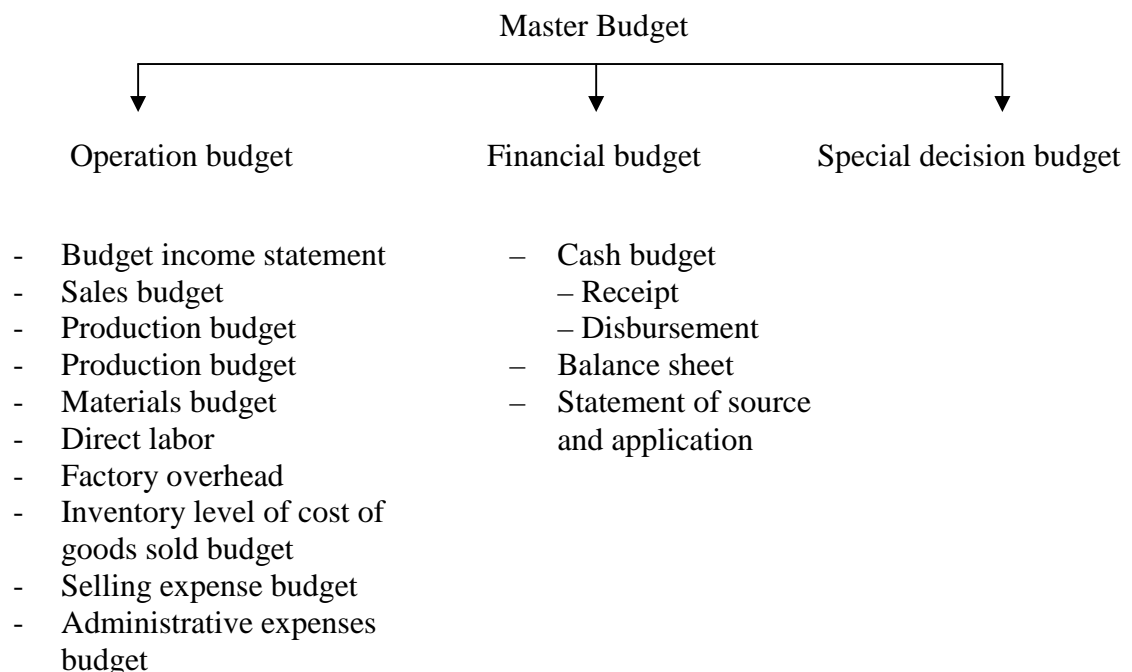 Master Budget
Operation budget
Financial budget
Special decision budget
- Budget income statement
- Sales budget
- Production budget
- Production budget
- Materials budget
- Direct labor
- Factory overhead
- Inventory level of cost of
goods sold budget
- Selling expense budget
- Administrative expenses
budget
– Cash budget
– Receipt
– Disbursement
– Balance sheet
– Statement of source
and application